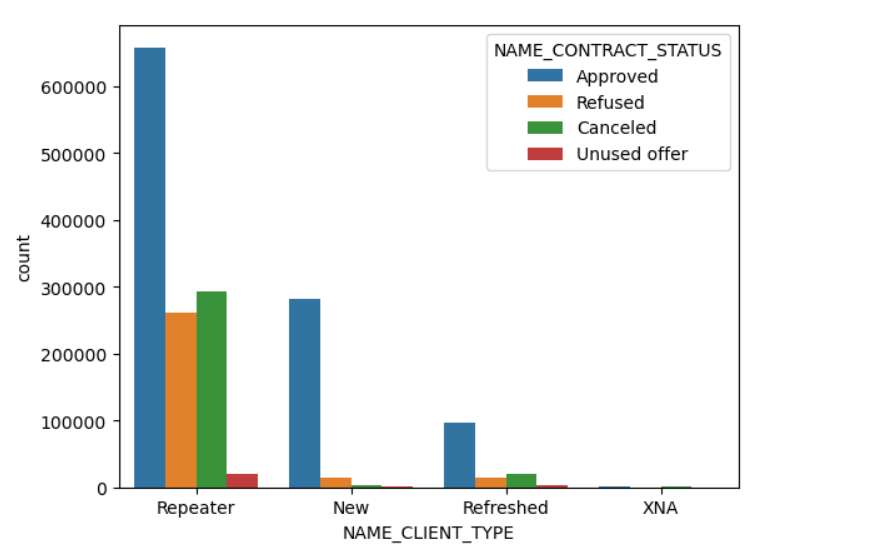 NAME_CONTRACT_STATUS
Approved
Refused
Canceled
Unused offer
600000
500000
400000
300000
200000
100000
0
count
Repeater New Refreshed XNA
NAME_CLIENT_TYPE